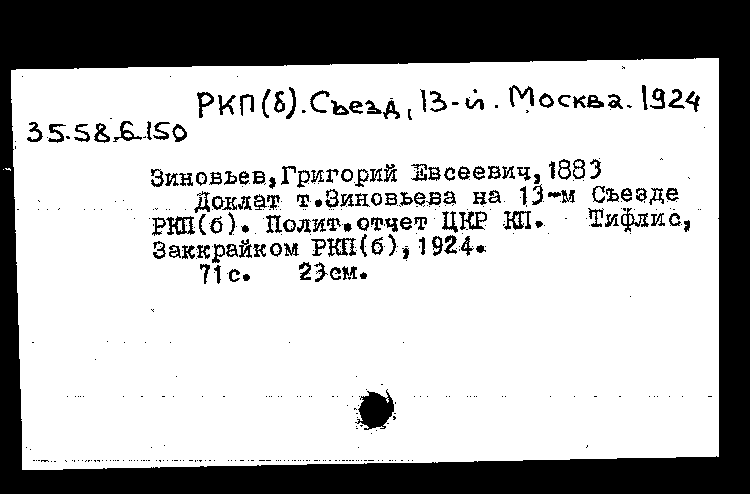 РКП(б). Съезд, 13-й. Москва. 1924
35.58.6.150
Зиновьев,Григорий Евсеевич,1883
Доклат т.Зиновьева на 13-м Съезде
РКП(б). Полит.отчет ЦКР КП. Тифлис,
Заккрайком РКП(б),1924.
71с. 23см.